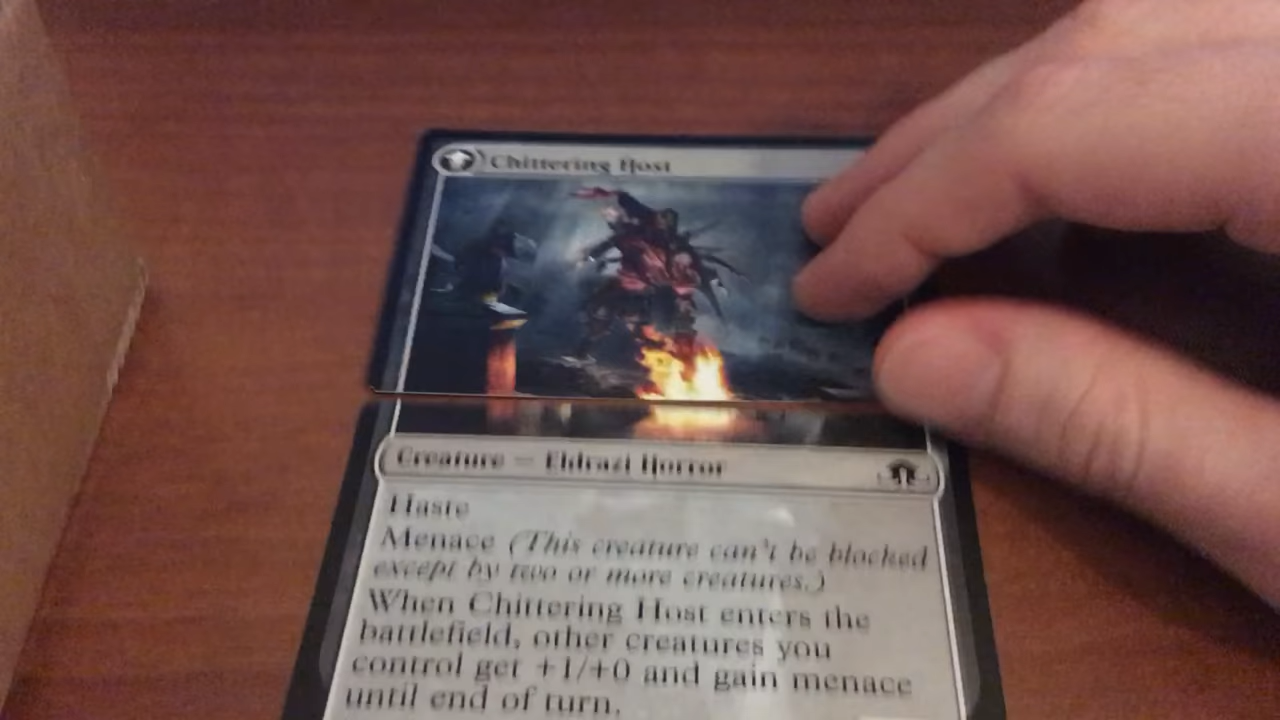 Chittering Host
Creature — Eldrazi Horror
Haste
Menace (This creature can't be blocked
except by two or more creatures.)
When Chittering Host enters the
battlefield, other creatures you
control get +1/+0 and gain menace
until end of turn.